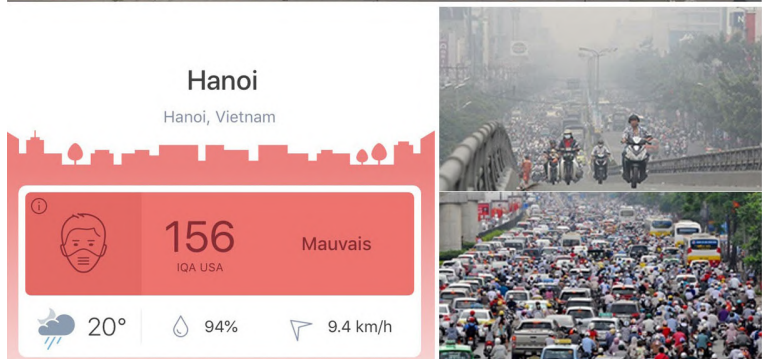 Hanoi
Hanoi, Vietnam
156
IQA USA
Mauvais
20°
94%
9.4 km/h